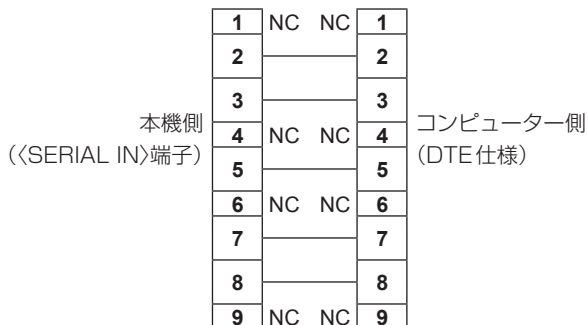 1 NC NC 1
2 2
3 3
本機側
(〈SERIAL IN〉端子)
4 NC NC 4
コンピューター側
(DTE仕様)
5 5
6 NC NC 6
7 7
8 8
9 NC NC 9